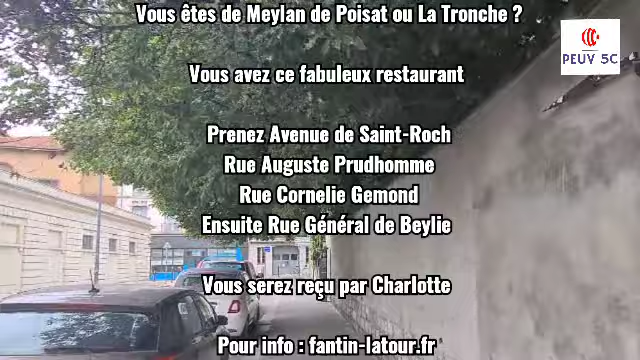 Vous êtes de Meylan de Poisat ou La Tronche ?
PEUV 5C
Vous avez ce fabuleux restaurant
Prenez Avenue de Saint-Roch
Rue Auguste Prudhomme
Rue Cornelie Gemond
Ensuite Rue Général de Beylie
Vous serez reçu par Charlotte
Pour info : fantin-latour.fr